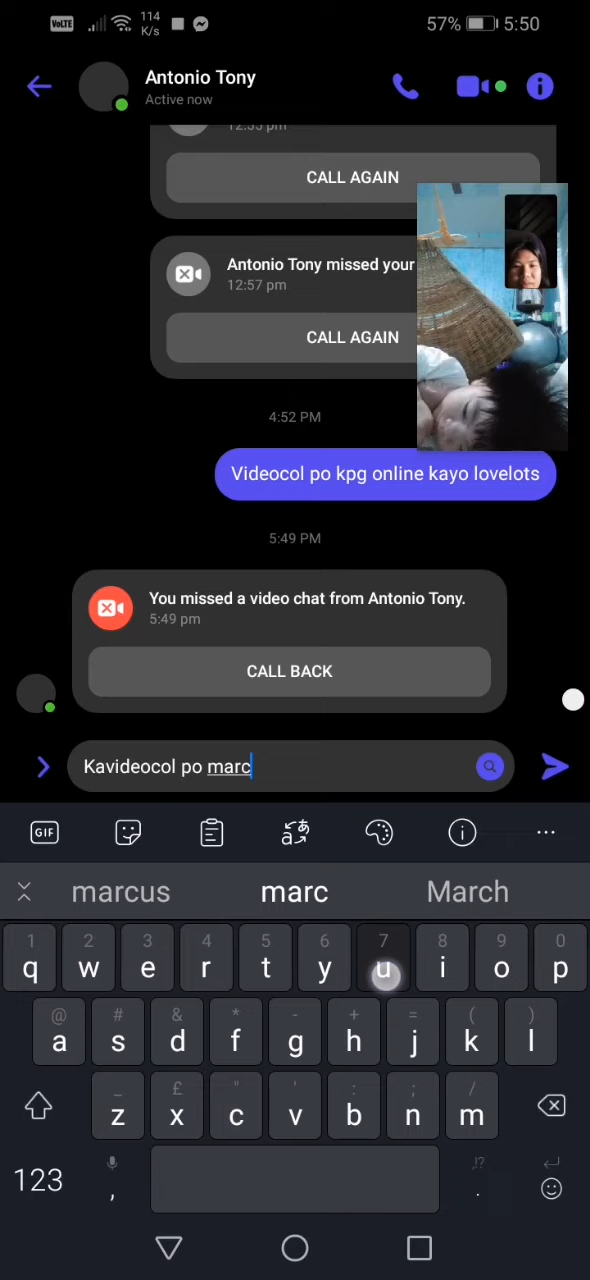 VoLTE 114 K/s 57% 5:50
Antonio Tony
Active now
12:55 pm
CALL AGAIN
Antonio Tony missed your
12:57 pm
CALL AGAIN
4:52 PM
Videocol po kpg online kayo lovelots
5:49 PM
You missed a video chat from Antonio Tony.
5:49 pm
CALL BACK
Kavideocol po marc
GIF
marcus marc March
1 2 3 4 5 6 7 8 9 0
q w e r t y u i o p
@ # & * - + = ( )
a s d f g h j k l
_ £ " ' : ; /
z x c v b n m
123 , !? .